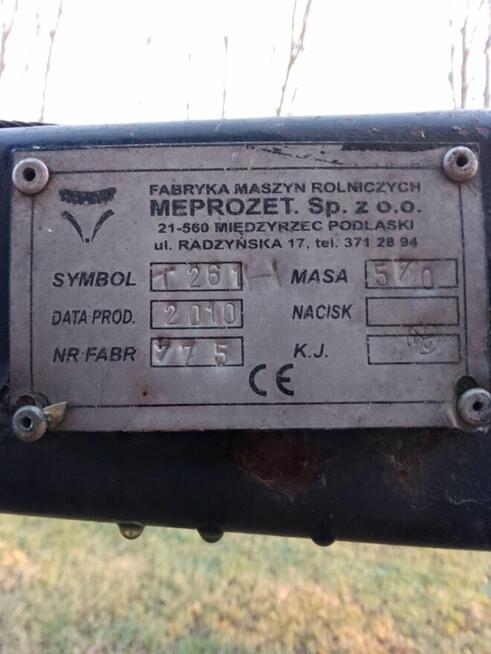 FABRYKA MASZYN ROLNICZYCH
MEPROZET. Sp. z o.o.
21-560 MIĘDZYRZEC PODLASKI
ul. RADZYŃSKA 17, tel. 371 28 94
SYMBOL T 261 MASA
DATA PROD. 2010 NACISK
NR FABR 775 K.J.
CE